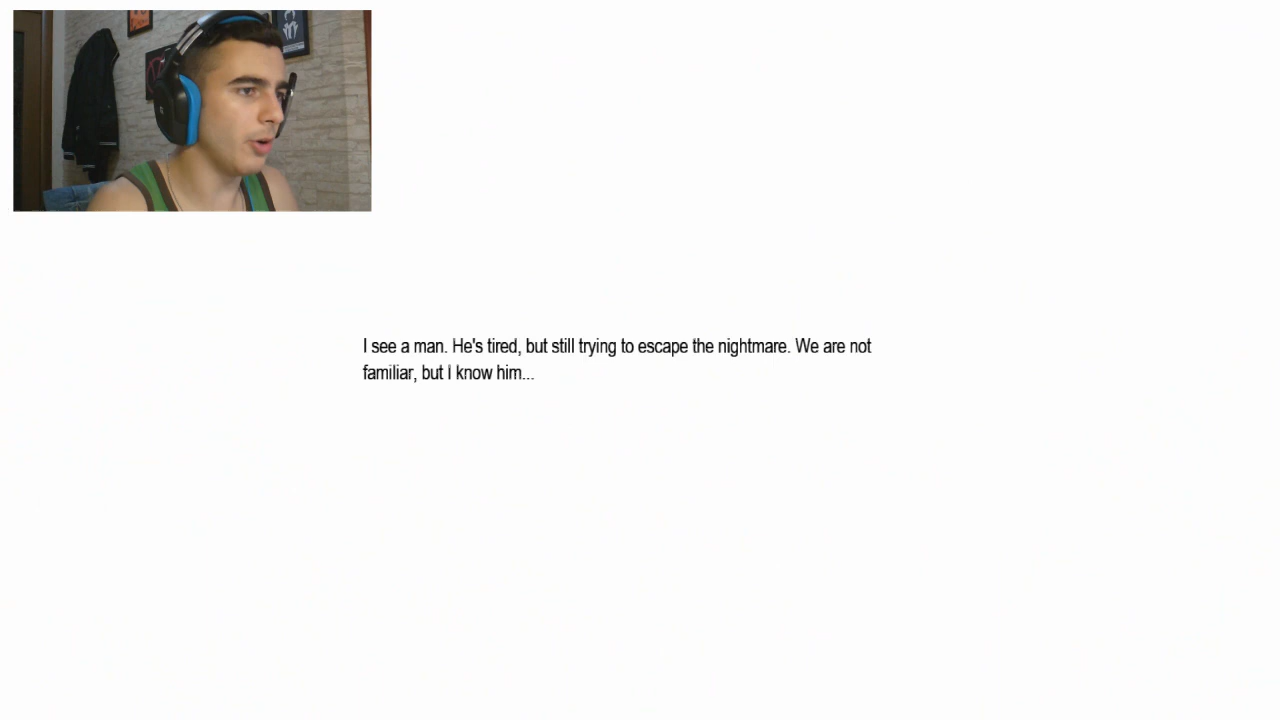 I see a man. He's tired, but still trying to escape the nightmare. We are not
familiar, but I know him...